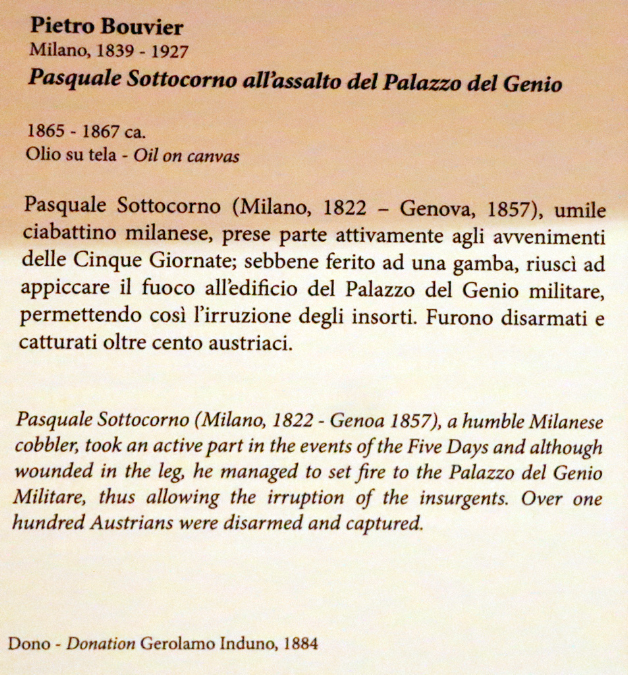 Pietro Bouvier
Milano, 1839 - 1927
Pasquale Sottocorno all'assalto del Palazzo del Genio
1865 - 1867 ca.
Olio su tela - Oil on canvas
Pasquale Sottocorno (Milano, 1822 – Genova, 1857), umile
ciabattino milanese, prese parte attivamente agli avvenimenti
delle Cinque Giornate; sebbene ferito ad una gamba, riuscì ad
appiccare il fuoco all'edificio del Palazzo del Genio militare,
permettendo così l'irruzione degli insorti. Furono disarmati e
catturati oltre cento austriaci.
Pasquale Sottocorno (Milano, 1822 - Genoa 1857), a humble Milanese
cobbler, took an active part in the events of the Five Days and although
wounded in the leg, he managed to set fire to the Palazzo del Genio
Militare, thus allowing the irruption of the insurgents. Over one
hundred Austrians were disarmed and captured.
Dono - Donation Gerolamo Induno, 1884